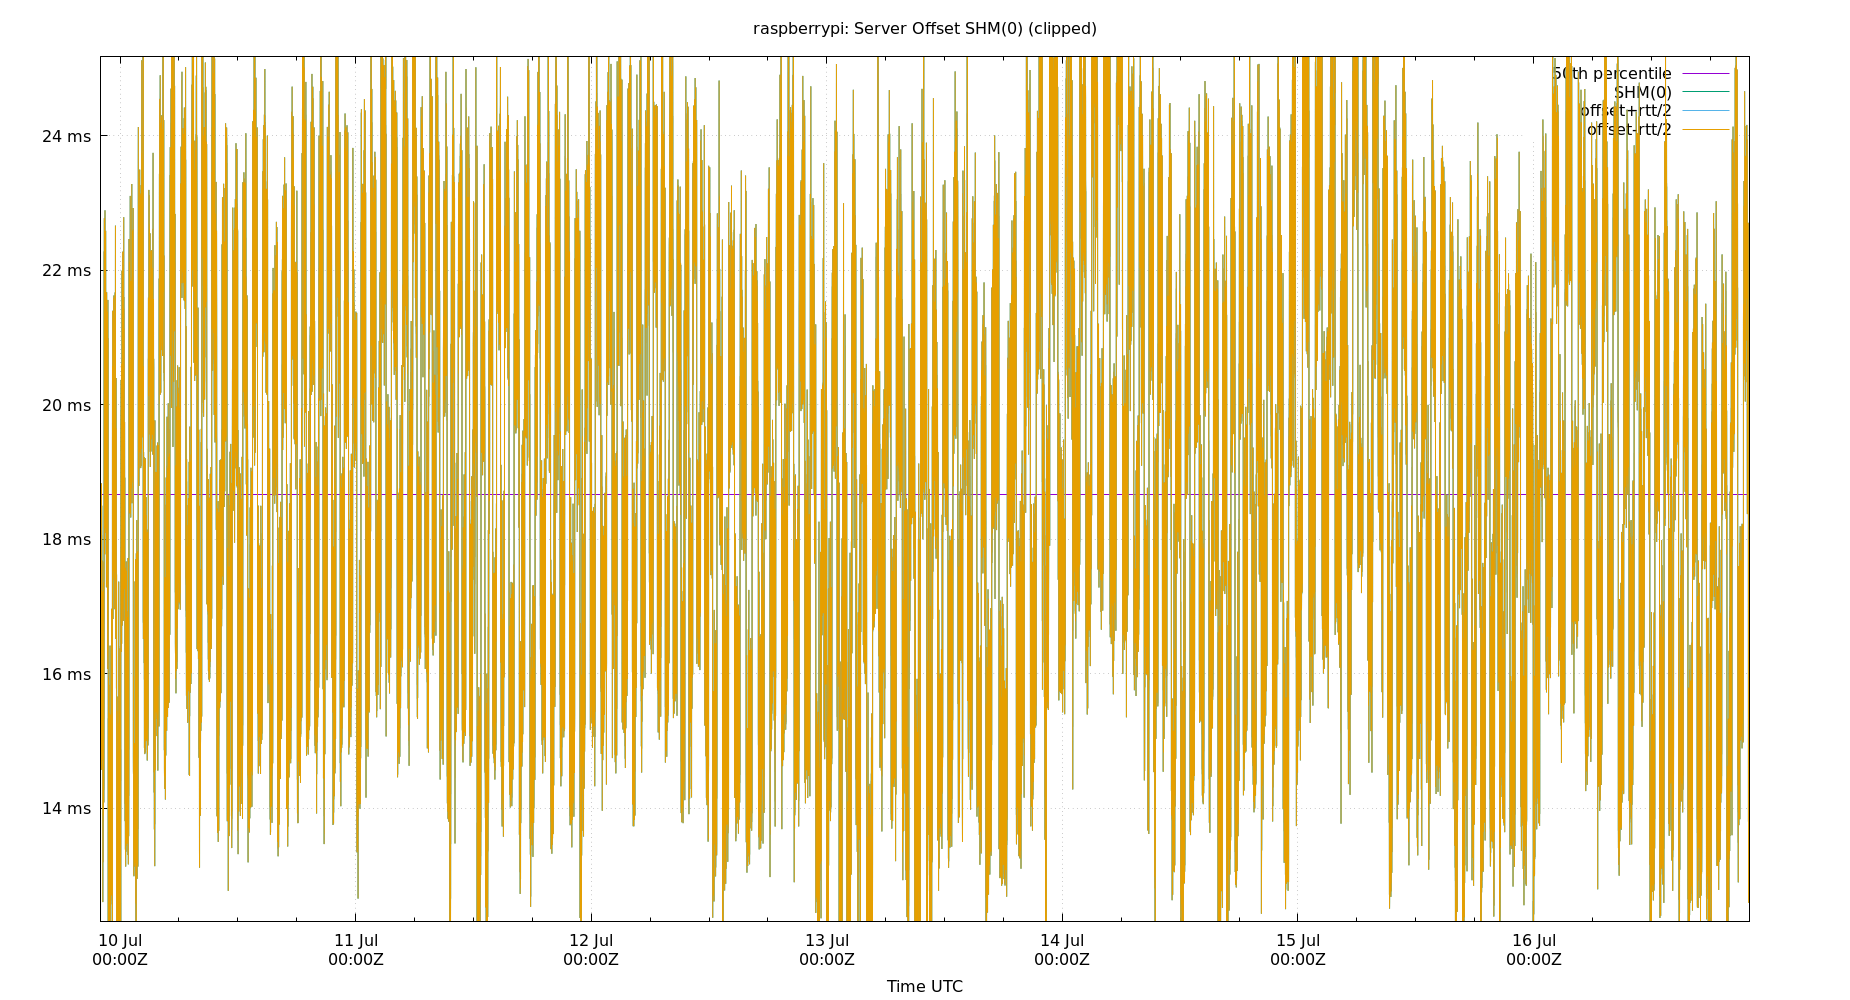 raspberrypi: Server Offset SHM(0) (clipped)
50th percentile
SHM(0)
offset+rtt/2
offset-rtt/2
24 ms
22 ms
20 ms
18 ms
16 ms
14 ms
10 Jul 11 Jul 12 Jul 13 Jul 14 Jul 15 Jul 16 Jul
00:00Z 00:00Z 00:00Z 00:00Z 00:00Z 00:00Z 00:00Z
Time UTC